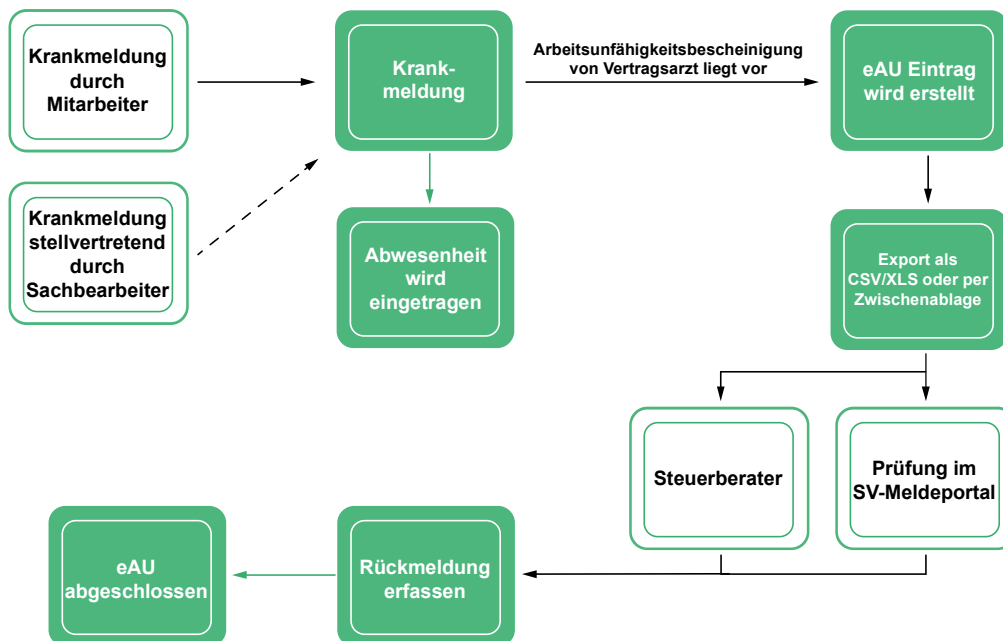 Krankmeldung
durch
Mitarbeiter
Krank-
meldung
Arbeitsunfähigkeitsbescheinigung
von Vertragsarzt liegt vor
eAU Eintrag
wird erstellt
Krankmeldung
stellvertretend
durch
Sachbearbeiter
Abwesenheit
wird
eingetragen
Export als
CSV/XLS oder per
Zwischenablage
Steuerberater
Prüfung im
SV-Meldeportal
eAU
abgeschlossen
Rückmeldung
erfassen